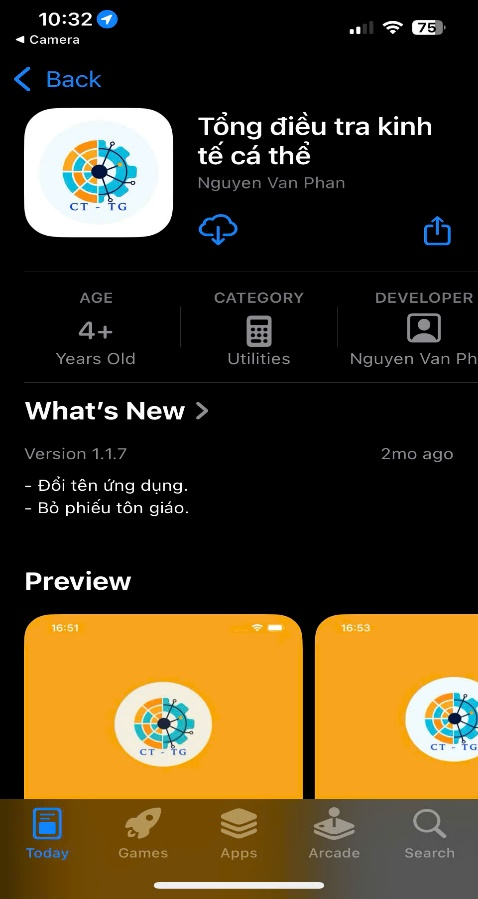 10:32
75
◀ Camera
Back
Tổng điều tra kinh
tế cá thể
Nguyen Van Phan
CT - TG
AGE
CATEGORY
DEVELOPER
4+
Years Old
Utilities
Nguyen Van Ph
What's New
Version 1.1.7
2mo ago
- Đổi tên ứng dụng.
- Bỏ phiếu tôn giáo.
Preview
16:51
16:53
CT - TG
CT - TG
Today
Games
Apps
Arcade
Search